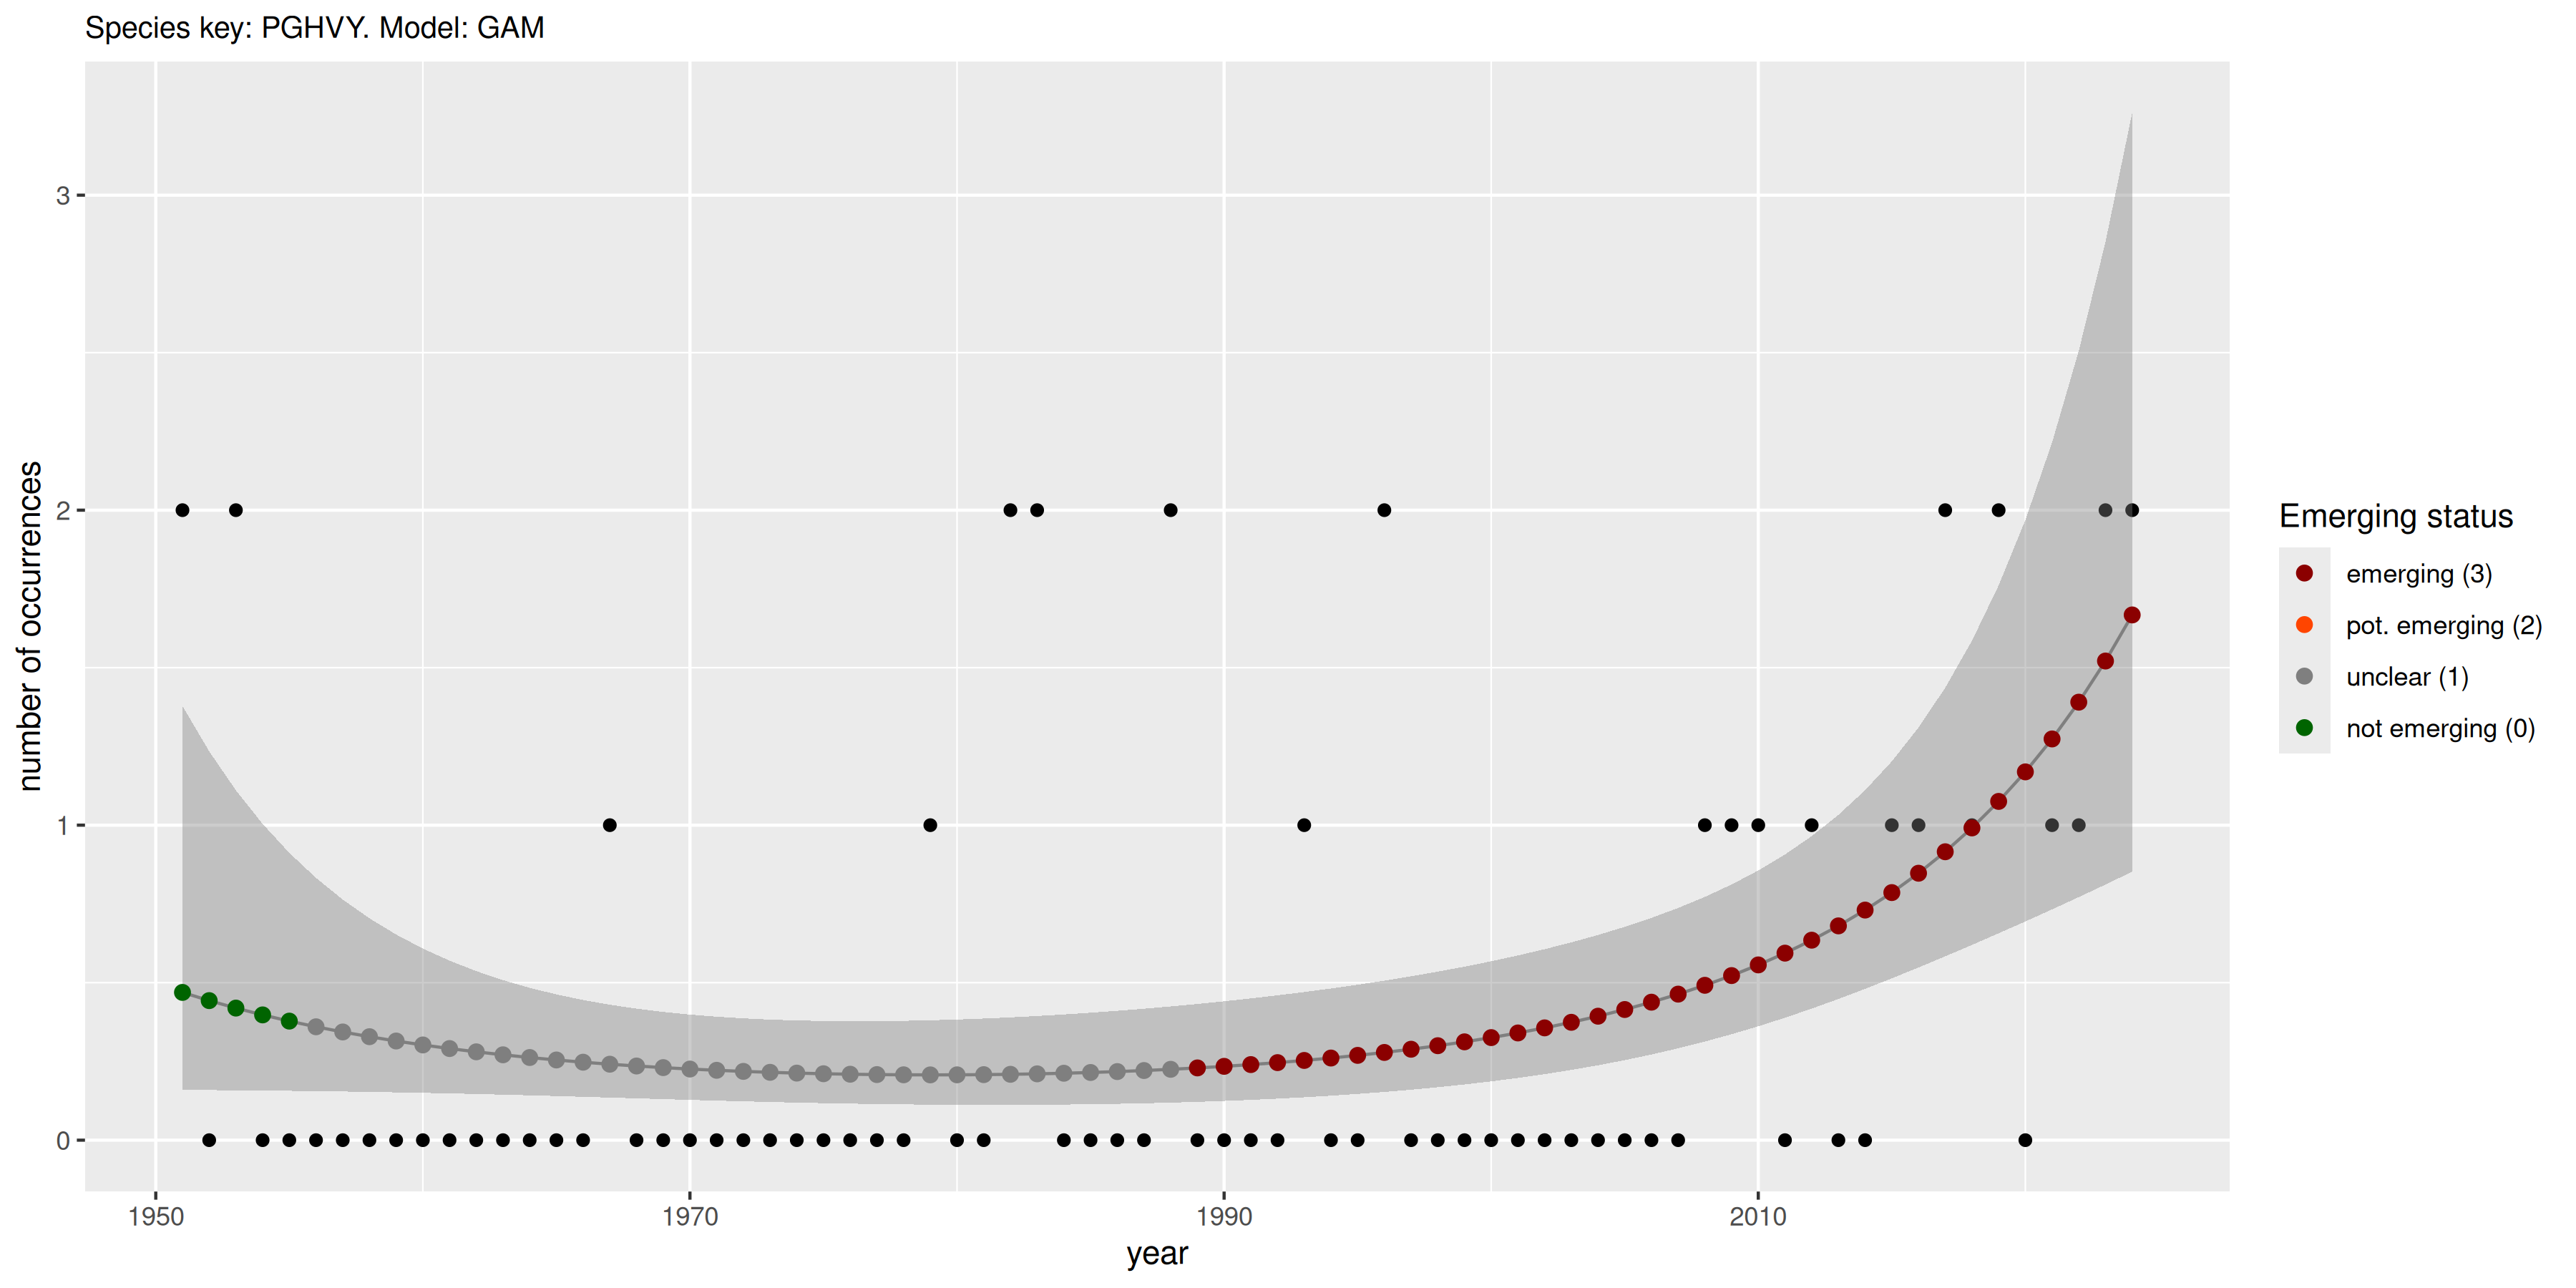 Species key: PGHVY. Model: GAM
number of occurrences
3
2
1
0
1950
1970
1990
2010
year
Emerging status
emerging (3)
pot. emerging (2)
unclear (1)
not emerging (0)